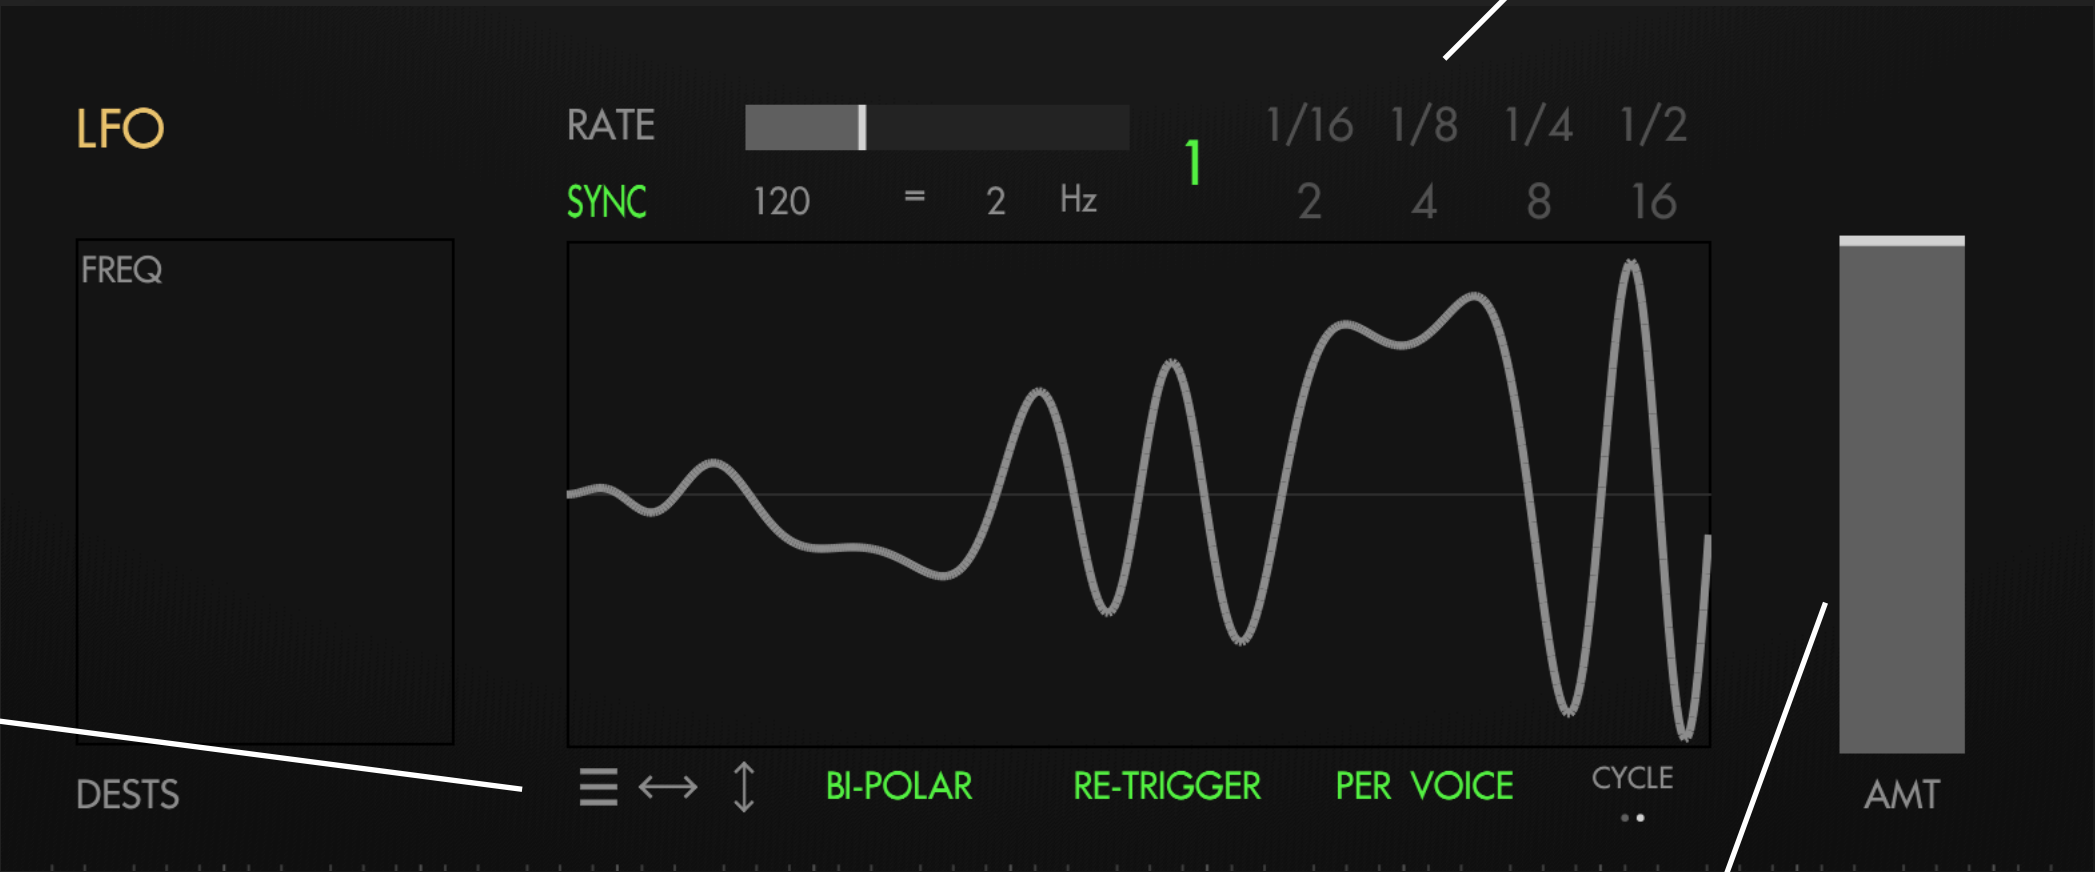 LFO
RATE
1/16 1/8 1/4 1/2
1
SYNC 120 = 2 Hz
2 4 8 16
FREQ
DESTS
BI-POLAR RE-TRIGGER PER VOICE CYCLE
AMT